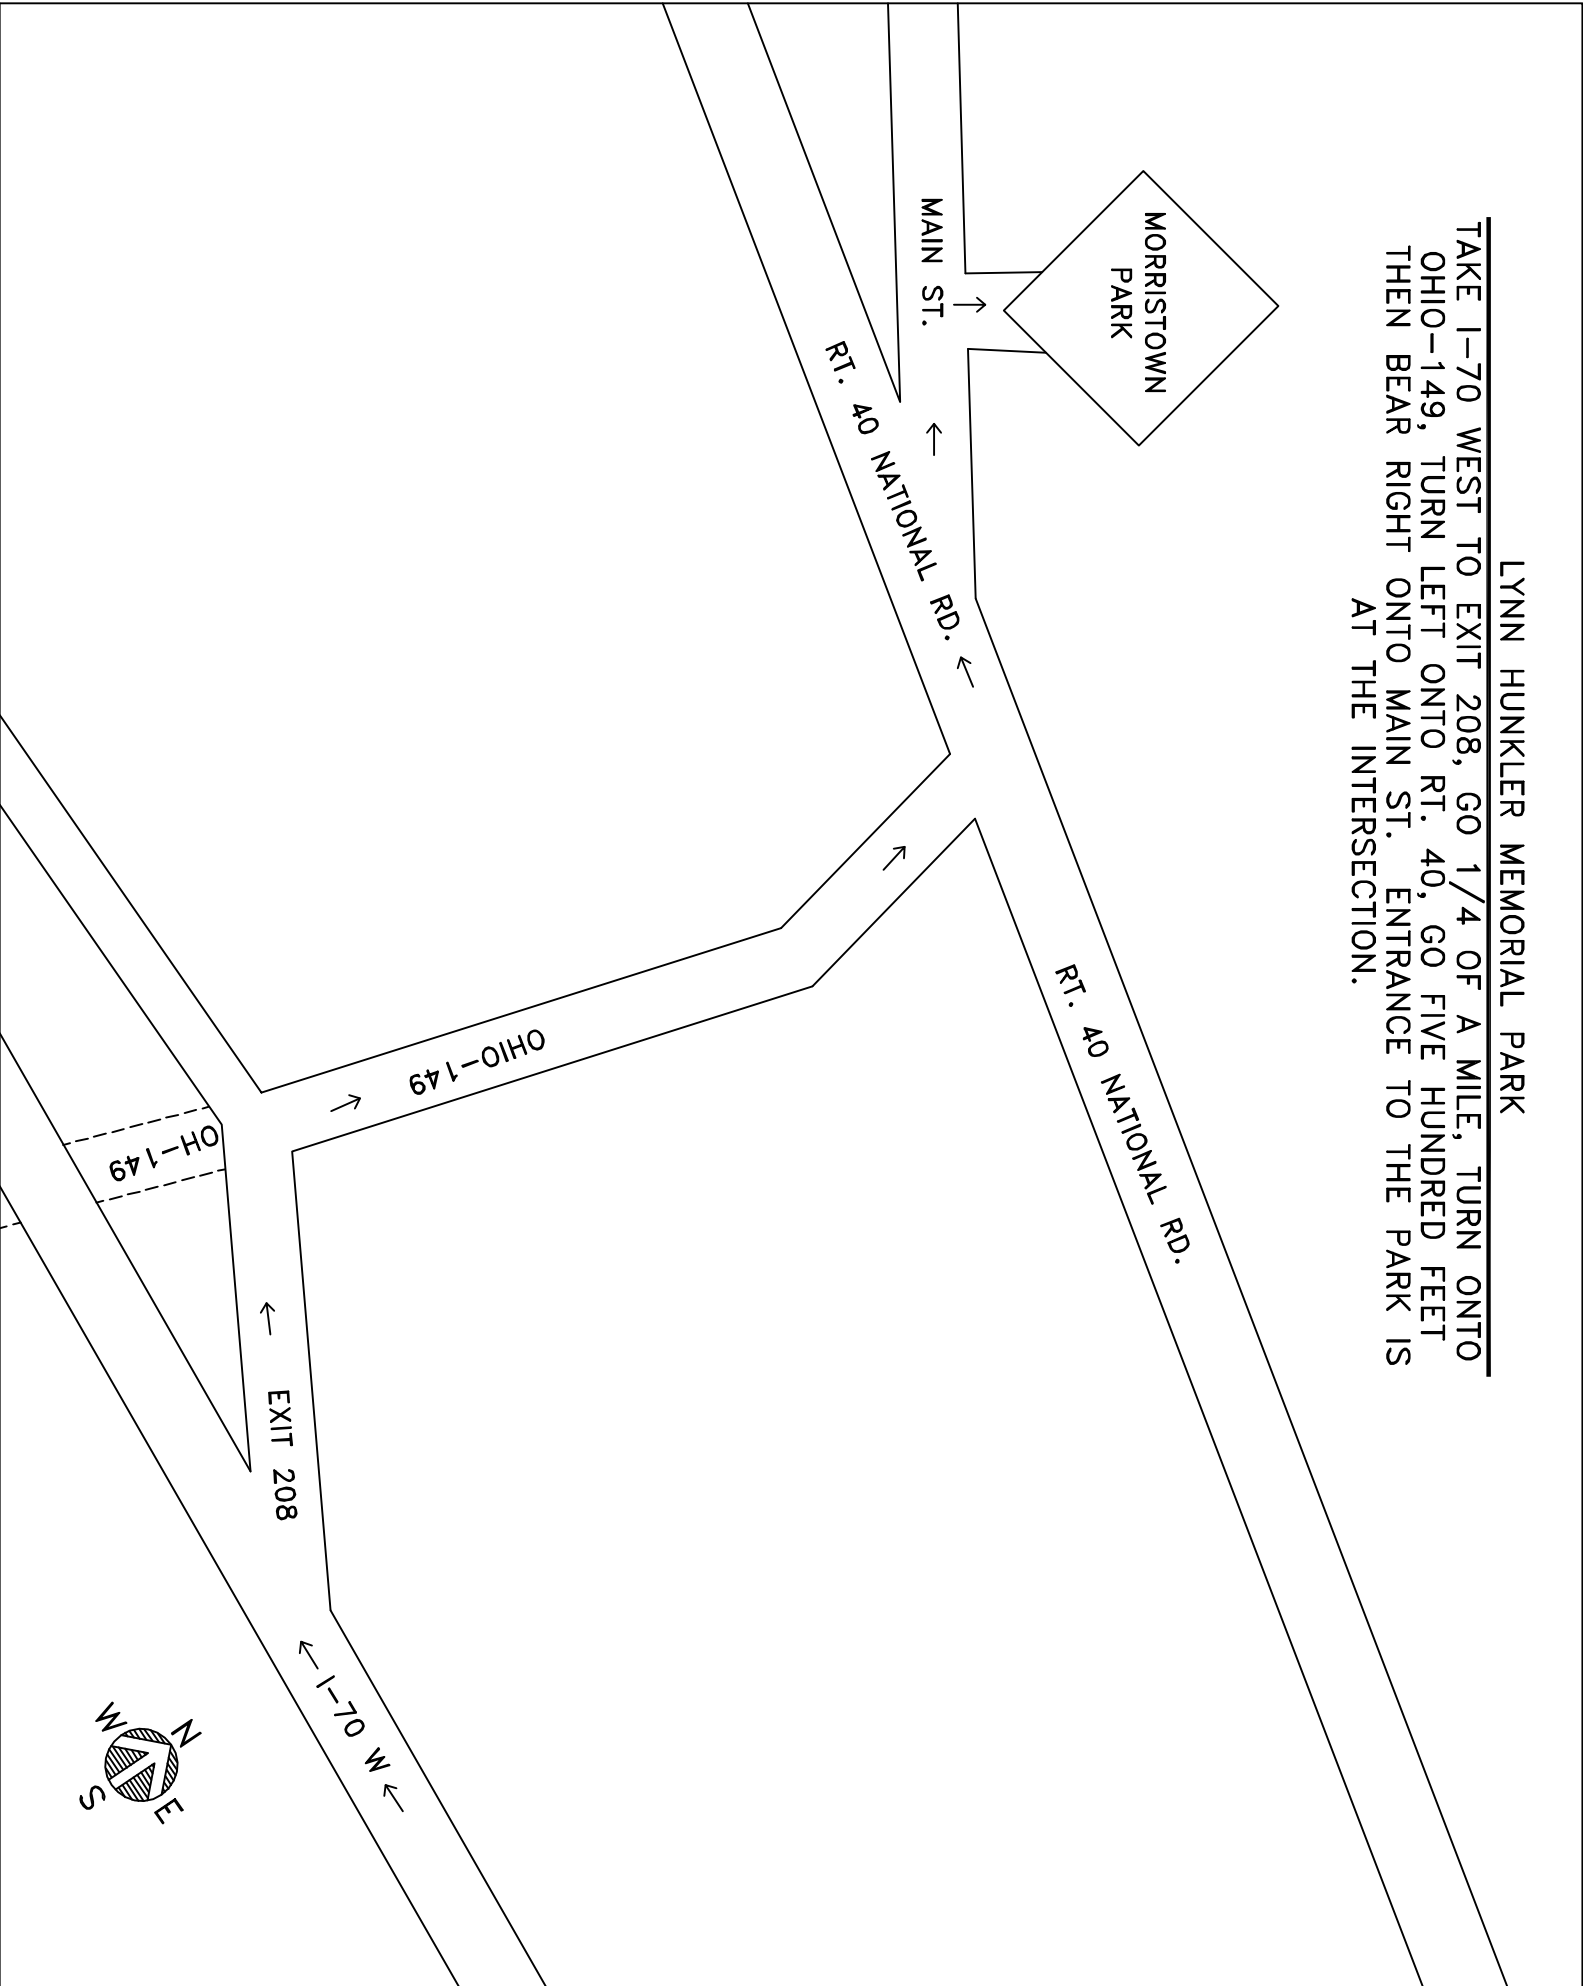 LYNN HUNKLER MEMORIAL PARK
TAKE I-70 WEST TO EXIT 208, GO 1/4 OF A MILE, TURN ONTO
OHIO-149, TURN LEFT ONTO RT. 40, GO FIVE HUNDRED FEET
THEN BEAR RIGHT ONTO MAIN ST. ENTRANCE TO THE PARK IS
AT THE INTERSECTION.
MORRISTOWN
PARK
MAIN ST.
RT. 40 NATIONAL RD.
RT. 40 NATIONAL RD.
OHIO-149
OH-149
EXIT 208
I-70 W
N
W
E
S